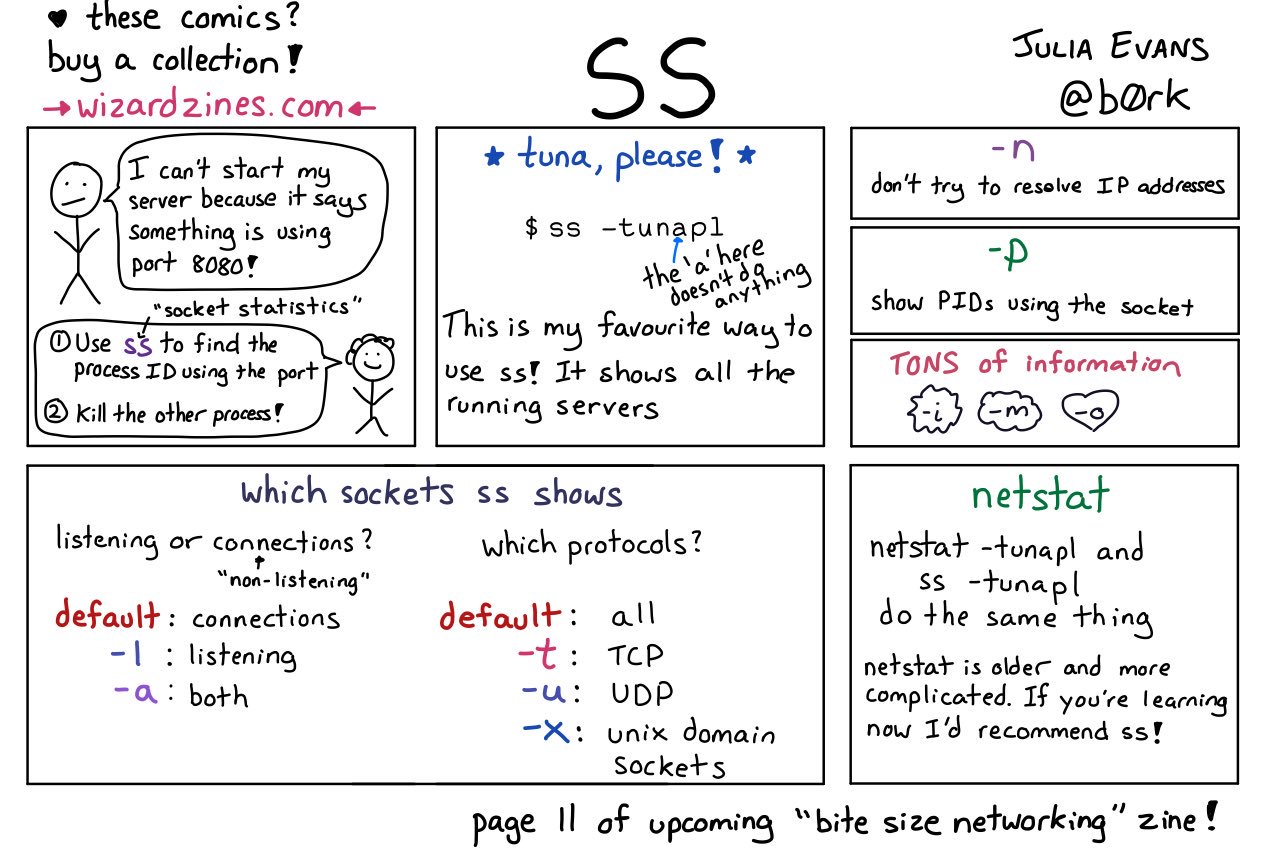 ♥ these comics?
buy a collection!
→ wizardzines.com ←
SS
JULIA EVANS
@b0rk
I can't start my
server because it says
something is using
port 8080!
"socket statistics"
① Use ss to find the
process ID using the port
② Kill the other process!
★ tuna, please! ★
$ ss -tunapl
the 'a' here
doesn't do
anything
This is my favourite way to
use ss! It shows all the
running servers
-n
don't try to resolve IP addresses
-p
show PIDs using the socket
TONS of information
-i -m -o
which sockets ss shows
listening or connections?
"non-listening"
default: connections
-l : listening
-a : both
which protocols?
default: all
-t : TCP
-u : UDP
-x : unix domain
sockets
netstat
netstat -tunapl and
ss -tunapl
do the same thing
netstat is older and more
complicated. If you're learning
now I'd recommend ss!
page 11 of upcoming "bite size networking" zine!